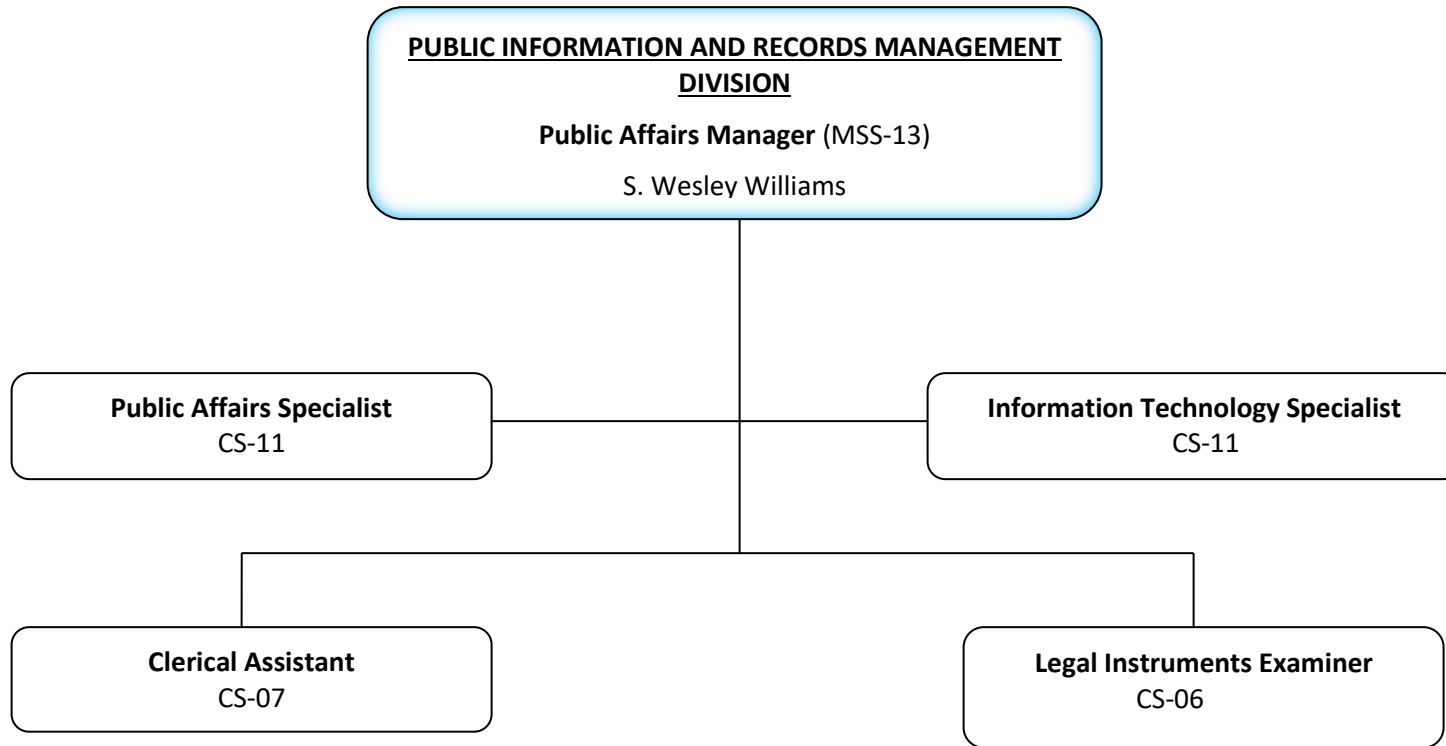 PUBLIC INFORMATION AND RECORDS MANAGEMENT
DIVISION
Public Affairs Manager (MSS-13)
S. Wesley Williams
Public Affairs Specialist
CS-11
Information Technology Specialist
CS-11
Clerical Assistant
CS-07
Legal Instruments Examiner
CS-06